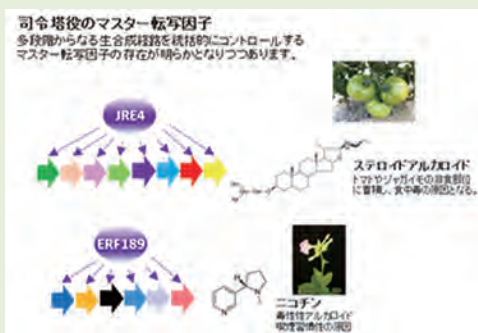 司令塔役のマスター転写因子
多段階からなる生合成経路を統括的にコントロールする
マスター転写因子の存在が明らかとなりつつあります。
JRE4
ステロイドアルカロイド
トマトやジャガイモの非食部位
に蓄積し、食中毒の原因となる。
ERF189
ニコチン
毒性アルカロイド
喫煙習慣性の原因